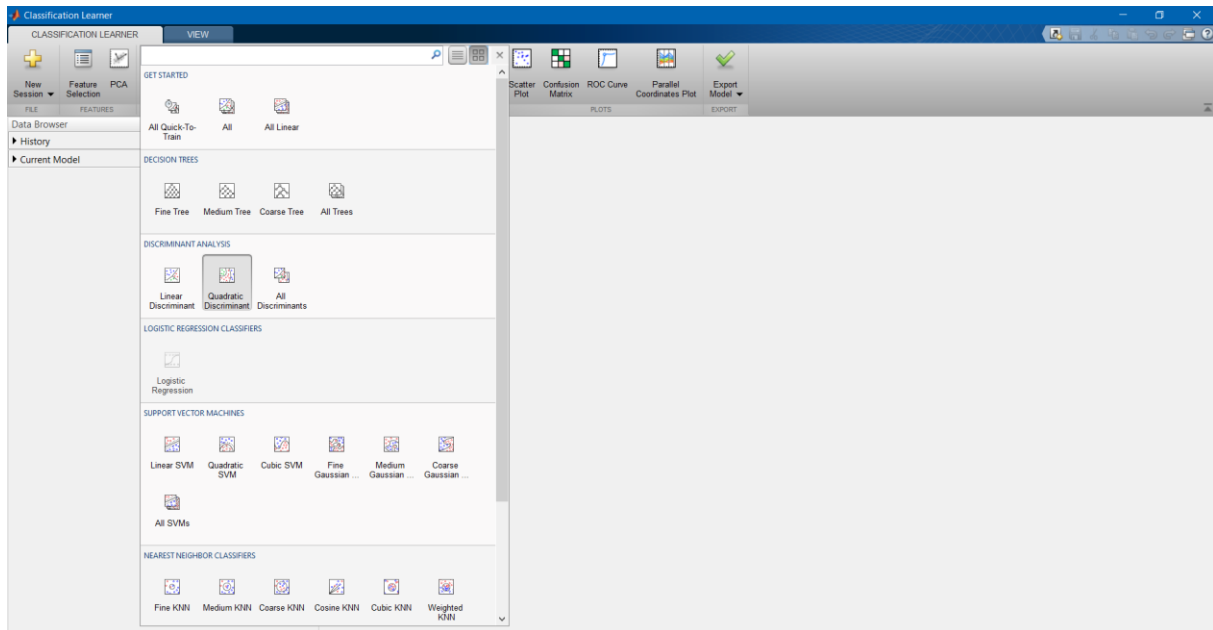 Classification Learner
CLASSIFICATION LEARNER VIEW
New Session
Feature Selection
PCA
FILE FEATURES
Scatter Plot
Confusion Matrix
ROC Curve
Parallel Coordinates Plot
Export Model
PLOTS EXPORT
Data Browser
History
Current Model
GET STARTED
All Quick-To-
Train
All
All Linear
DECISION TREES
Fine Tree Medium Tree Coarse Tree All Trees
DISCRIMINANT ANALYSIS
Linear Discriminant
Quadratic Discriminant
All Discriminants
LOGISTIC REGRESSION CLASSIFIERS
Logistic
Regression
SUPPORT VECTOR MACHINES
Linear SVM
Quadratic SVM
Cubic SVM
Fine Gaussian ...
Medium Gaussian ...
Coarse Gaussian ...
All SVMs
NEAREST NEIGHBOR CLASSIFIERS
Fine KNN Medium KNN Coarse KNN Cosine KNN Cubic KNN Weighted KNN